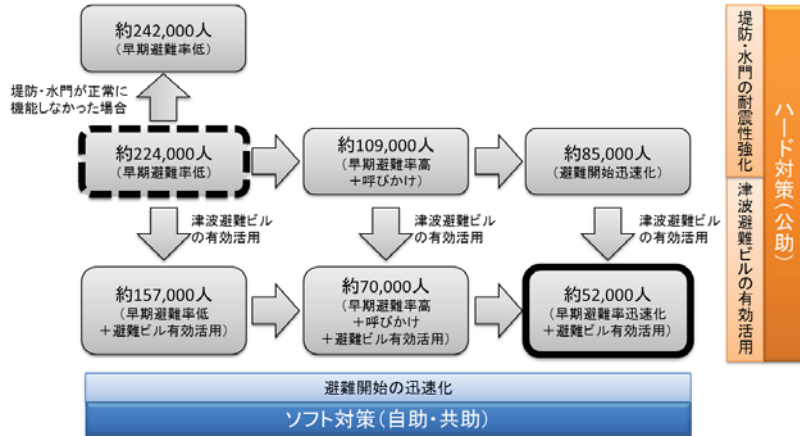 約242,000人
(早期避難率低)
堤防・水門が正常に
機能しなかった場合
約224,000人
(早期避難率低)
約109,000人
(早期避難率高
+呼びかけ)
約85,000人
(避難開始迅速化)
津波避難ビル
の有効活用
津波避難ビル
の有効活用
津波避難ビル
の有効活用
約157,000人
(早期避難率低
+避難ビル有効活用)
約70,000人
(早期避難率高
+呼びかけ
+避難ビル有効活用)
約52,000人
(早期避難率迅速化
+避難ビル有効活用)
避難開始の迅速化
ソフト対策(自助・共助)
堤防・水門の耐震性強化
津波避難ビルの有効活用
ハード対策(公助)